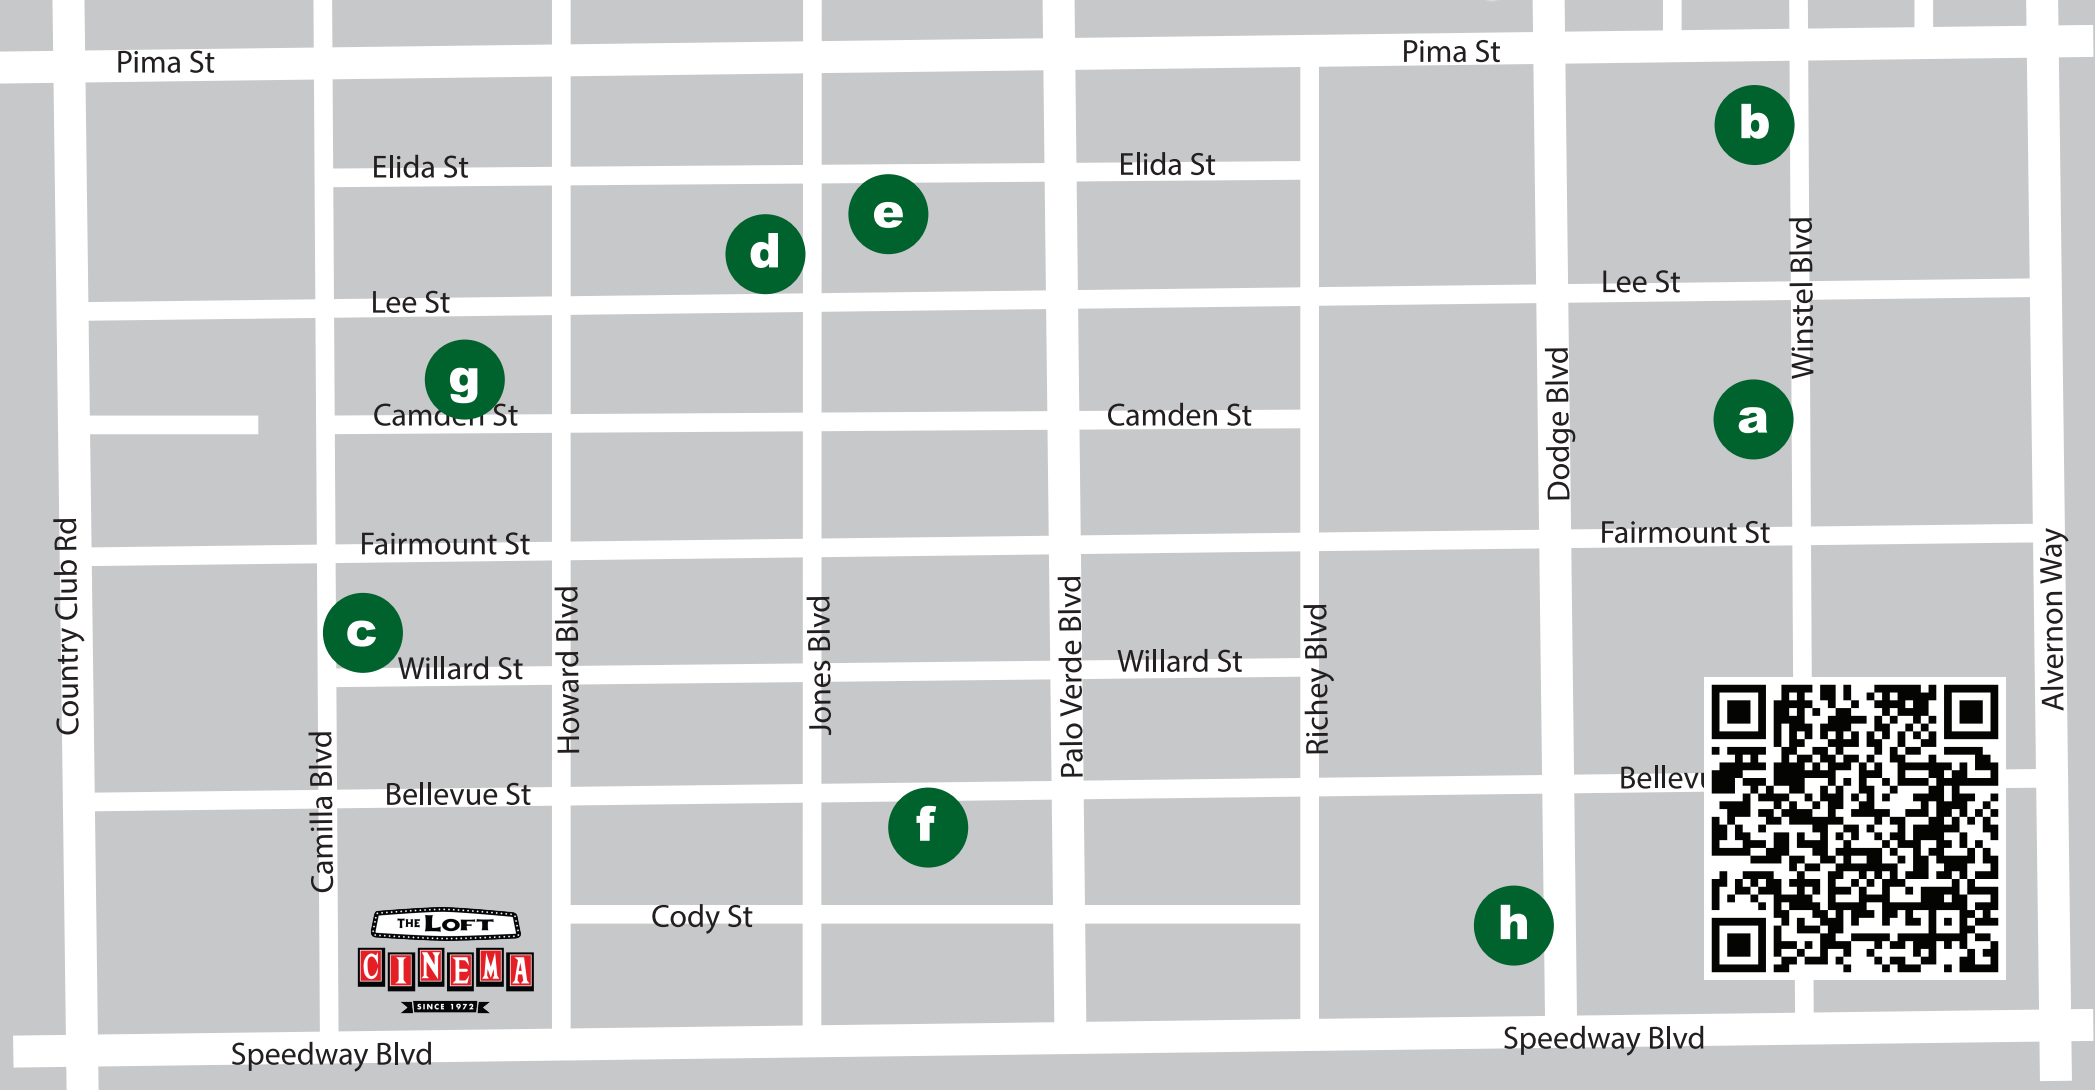 Pima St
Pima St
b
Elida St
Elida St
e
d
Winstel Blvd
Lee St
Lee St
g
Camden St
Camden St
Dodge Blvd
a
Country Club Rd
Fairmount St
Fairmount St
Alvernon Way
c
Howard Blvd
Jones Blvd
Palo Verde Blvd
Richey Blvd
Willard St
Willard St
Camilla Blvd
Bellevue St
Bellevu
f
THE LOFT
CINEMA
SINCE 1972
Cody St
h
Speedway Blvd
Speedway Blvd